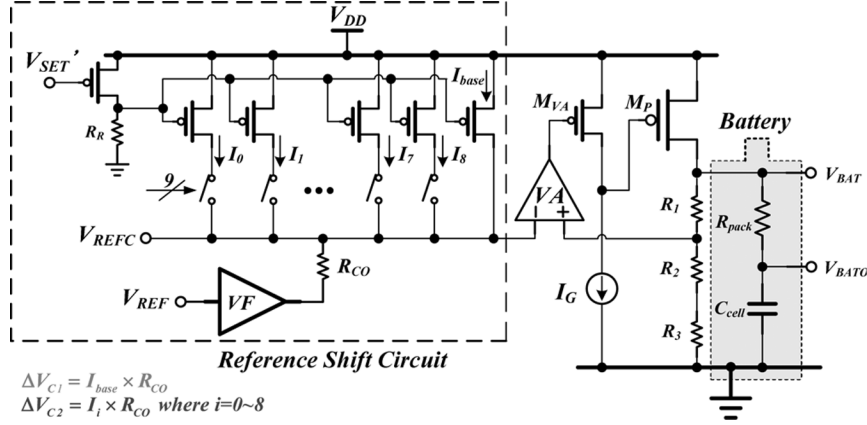 V_DD
V_SET'
I_base
M_VA
M_P
Battery
R_R
I_0
I_1
I_7
I_8
9
V_BAT
VA
R_1
R_pack
V_REFC
R_CO
R_2
V_BATO
V_REF
VF
I_G
C_cell
R_3
Reference Shift Circuit
ΔV_C1 = I_base × R_CO
ΔV_C2 = I_i × R_CO where i=0~8